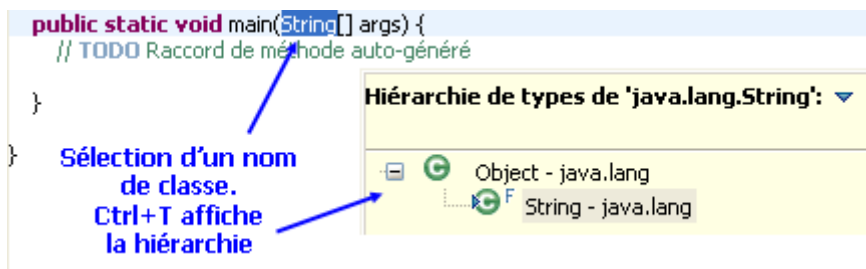 public static void main(String[] args) {
// TODO Raccord de méthode auto-généré
}
}
Hiérarchie de types de 'java.lang.String':
Object - java.lang
F String - java.lang
Sélection d'un nom
de classe.
Ctrl+T affiche
la hiérarchie